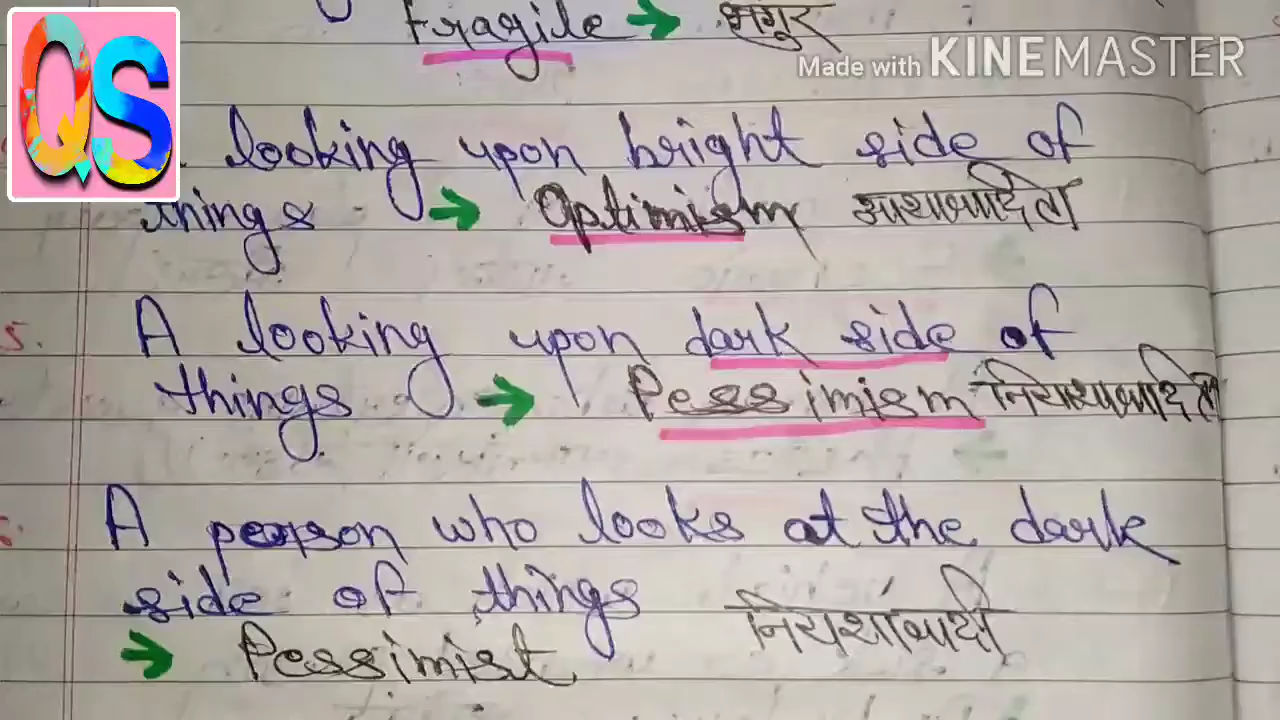 Fragile → भंगुर
QS
Made with KINEMASTER
looking upon bright side of
things → Optimism आशावादिता
5. A looking upon dark side of
things → Pessimism निराशावादिता
A person who looks at the dark
side of things निराशावादी
→ Pessimist